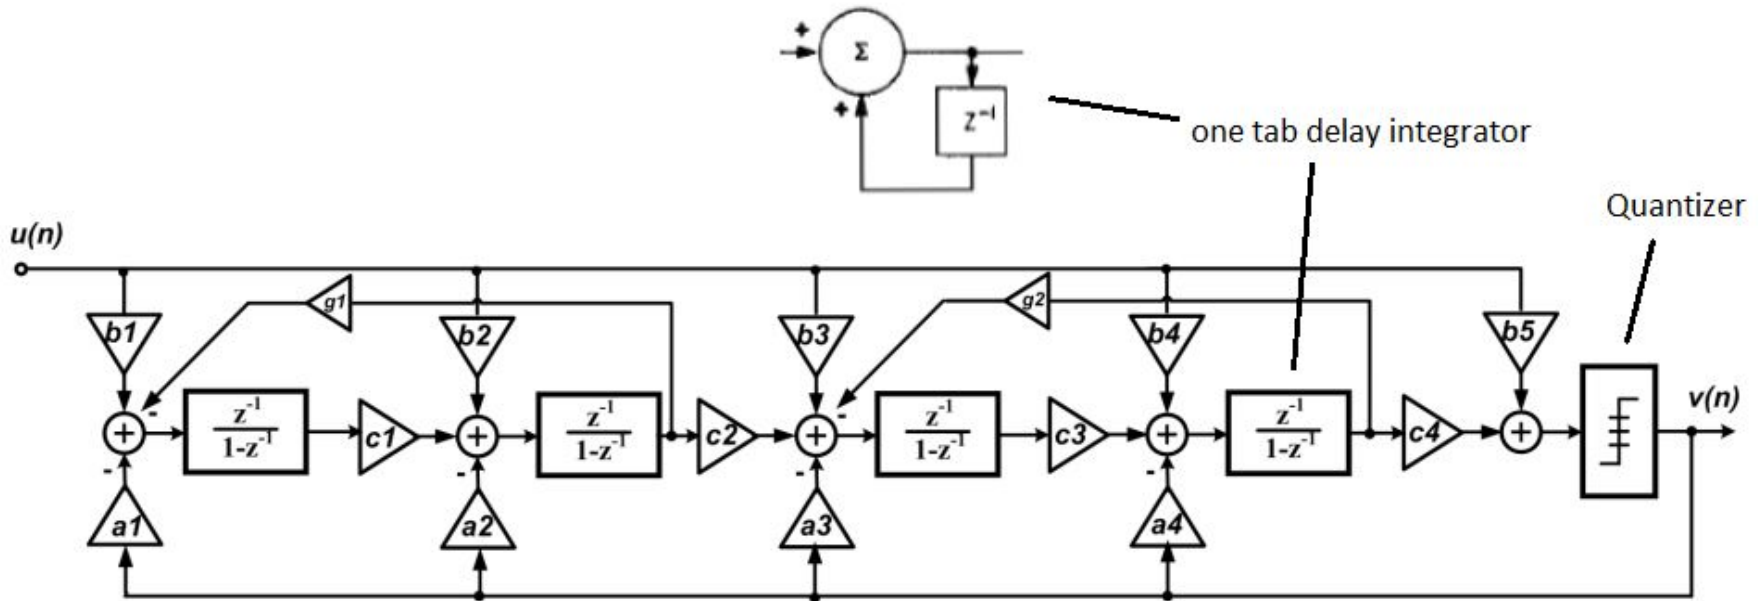 +
Σ
+
z⁻¹
one tab delay integrator
Quantizer
u(n)
g1
g2
b1
b2
b3
b4
b5
v(n)
-
-
z⁻¹
1-z⁻¹
c1
+
z⁻¹
1-z⁻¹
c2
+
z⁻¹
1-z⁻¹
c3
+
z⁻¹
1-z⁻¹
c4
+
+
-
-
-
-
a1
a2
a3
a4